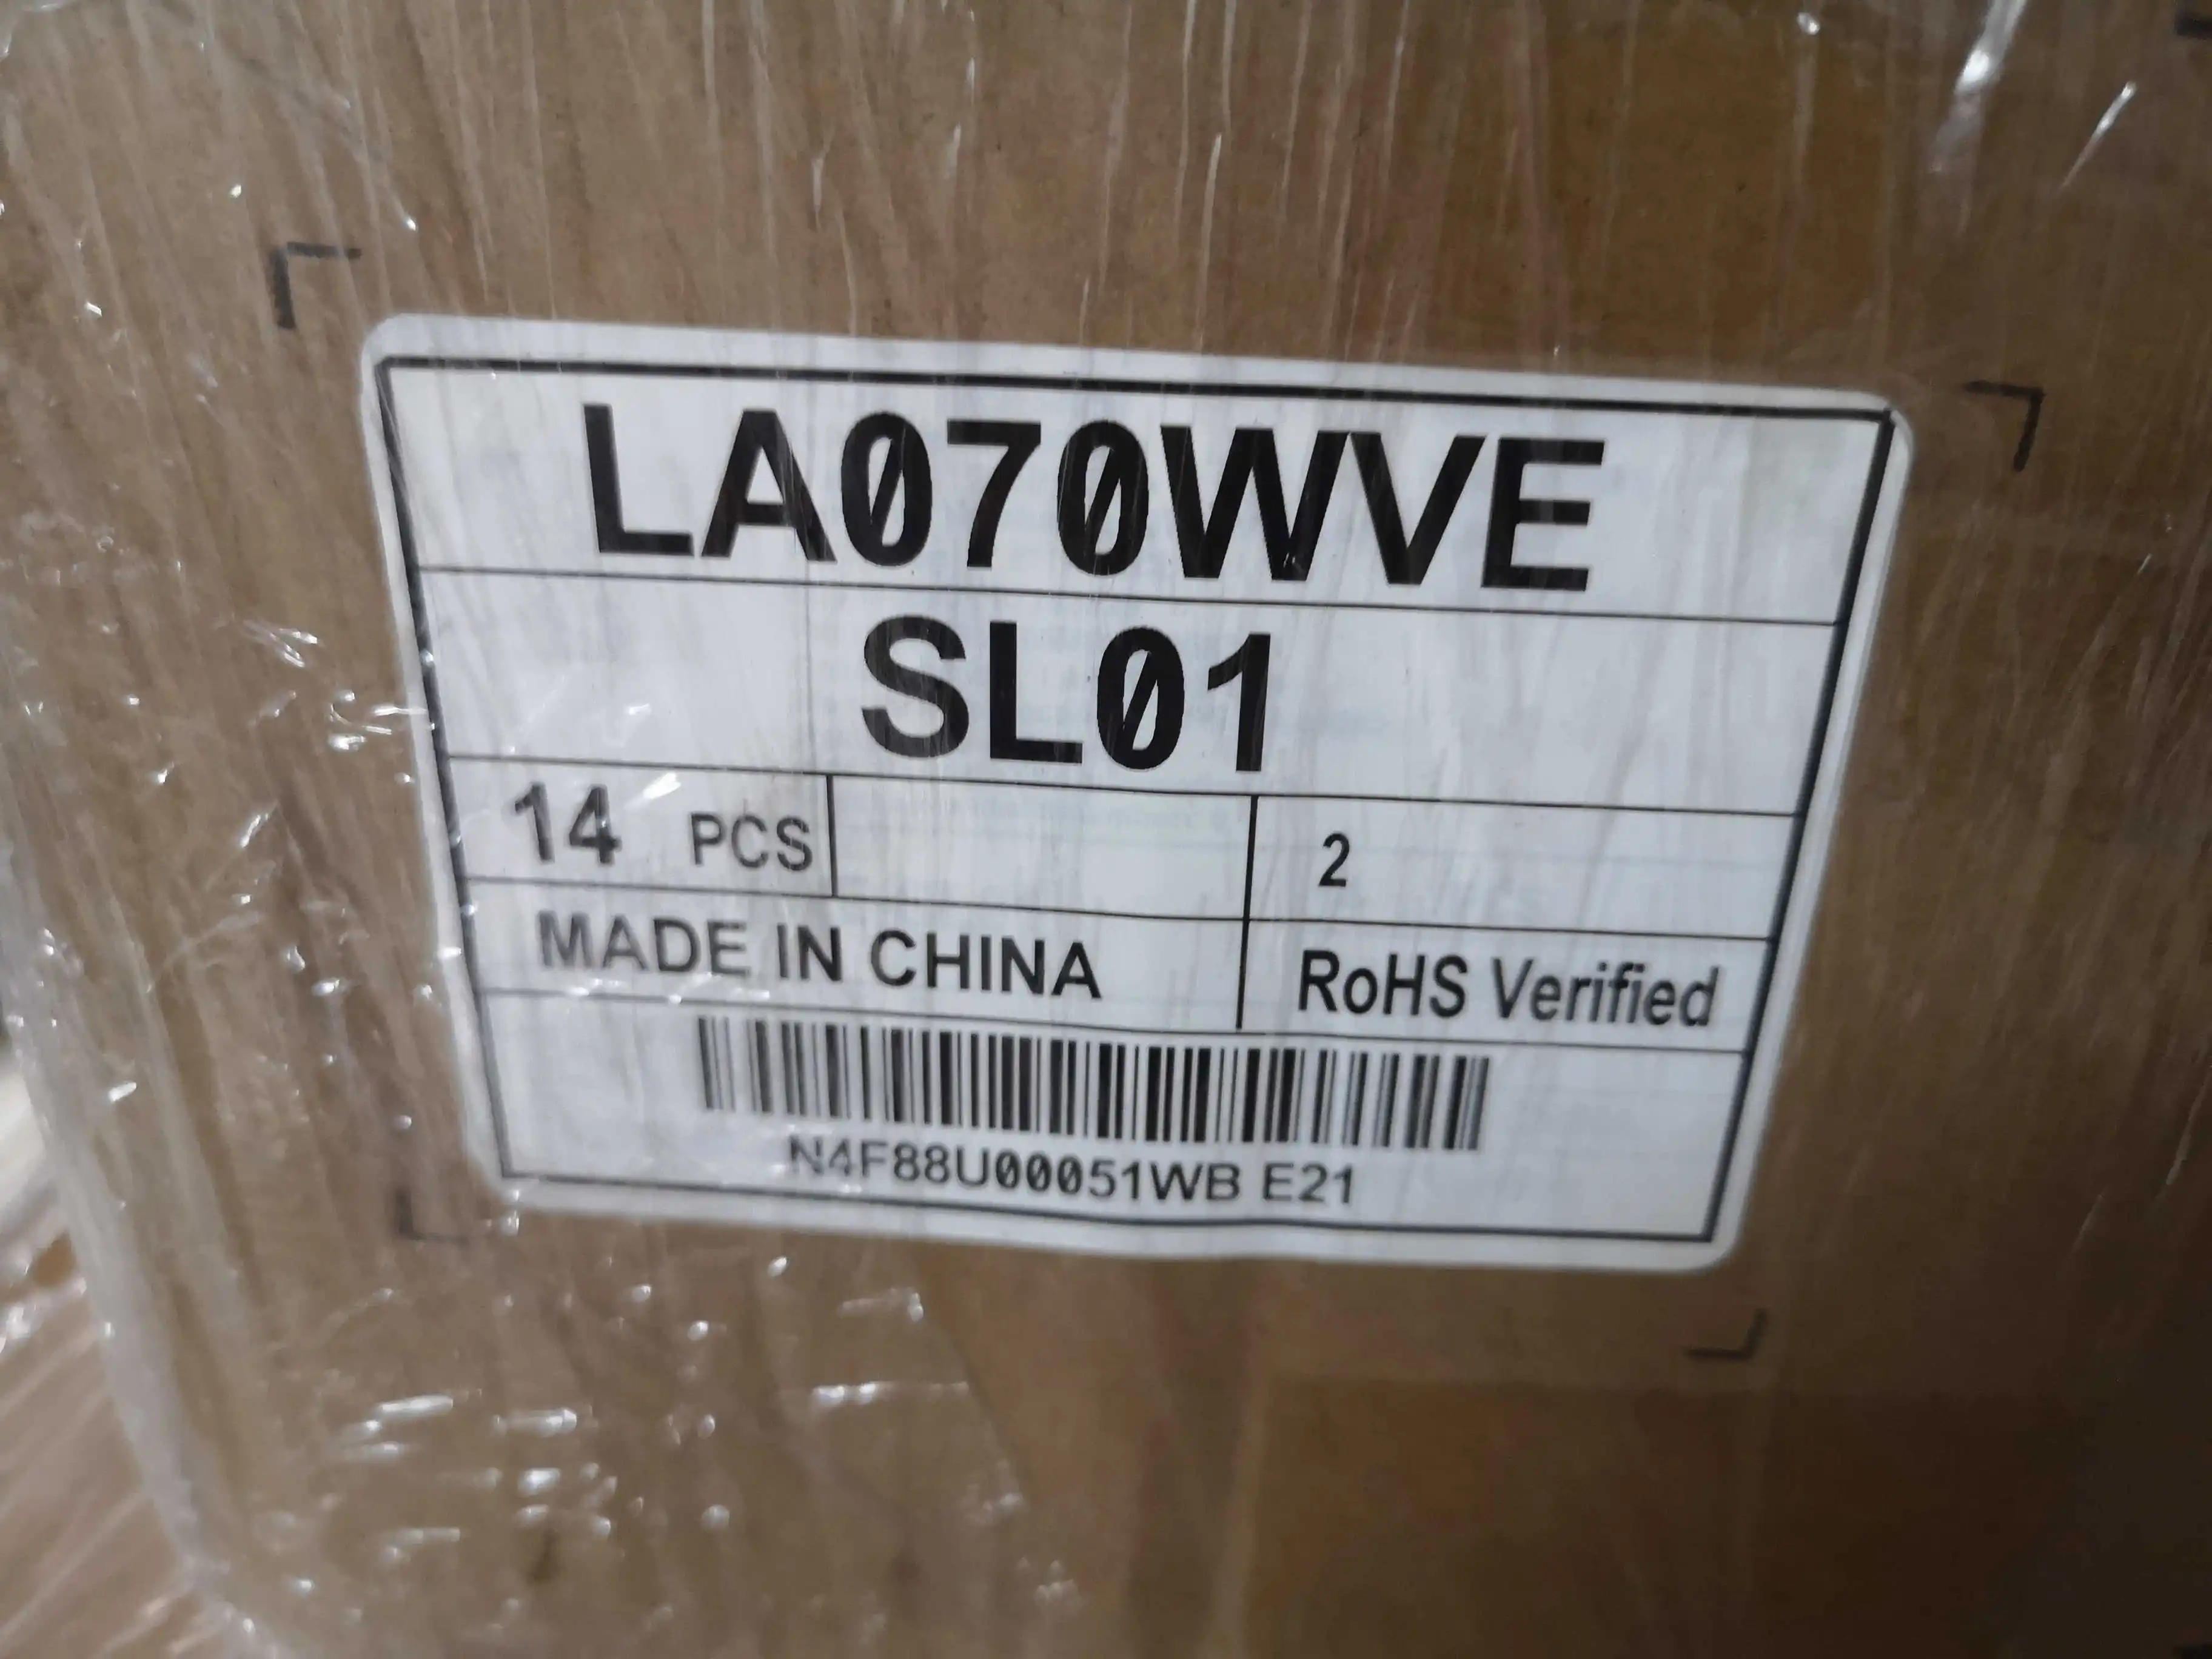 LA070WVE
SL01
14 PCS 2
MADE IN CHINA RoHS Verified
N4F88U00051WB E21